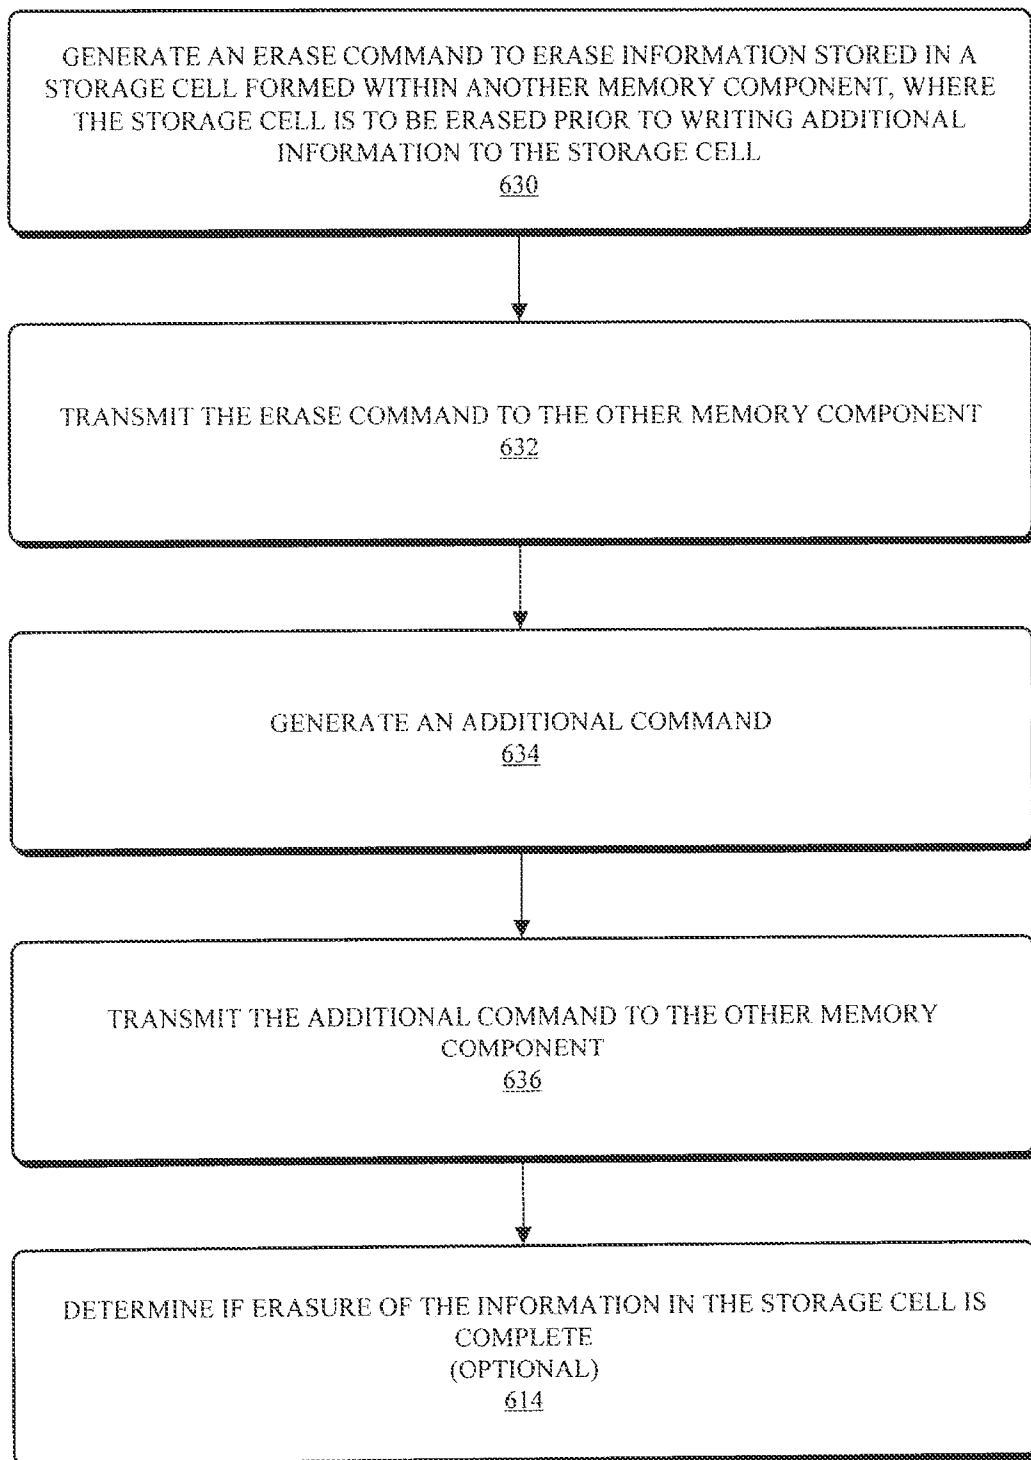 GENERATE AN ERASE COMMAND TO ERASE INFORMATION STORED IN A
STORAGE CELL FORMED WITHIN ANOTHER MEMORY COMPONENT, WHERE
THE STORAGE CELL IS TO BE ERASED PRIOR TO WRITING ADDITIONAL
INFORMATION TO THE STORAGE CELL
630
TRANSMIT THE ERASE COMMAND TO THE OTHER MEMORY COMPONENT
632
GENERATE AN ADDITIONAL COMMAND
634
TRANSMIT THE ADDITIONAL COMMAND TO THE OTHER MEMORY
COMPONENT
636
DETERMINE IF ERASURE OF THE INFORMATION IN THE STORAGE CELL IS
COMPLETE
(OPTIONAL)
614